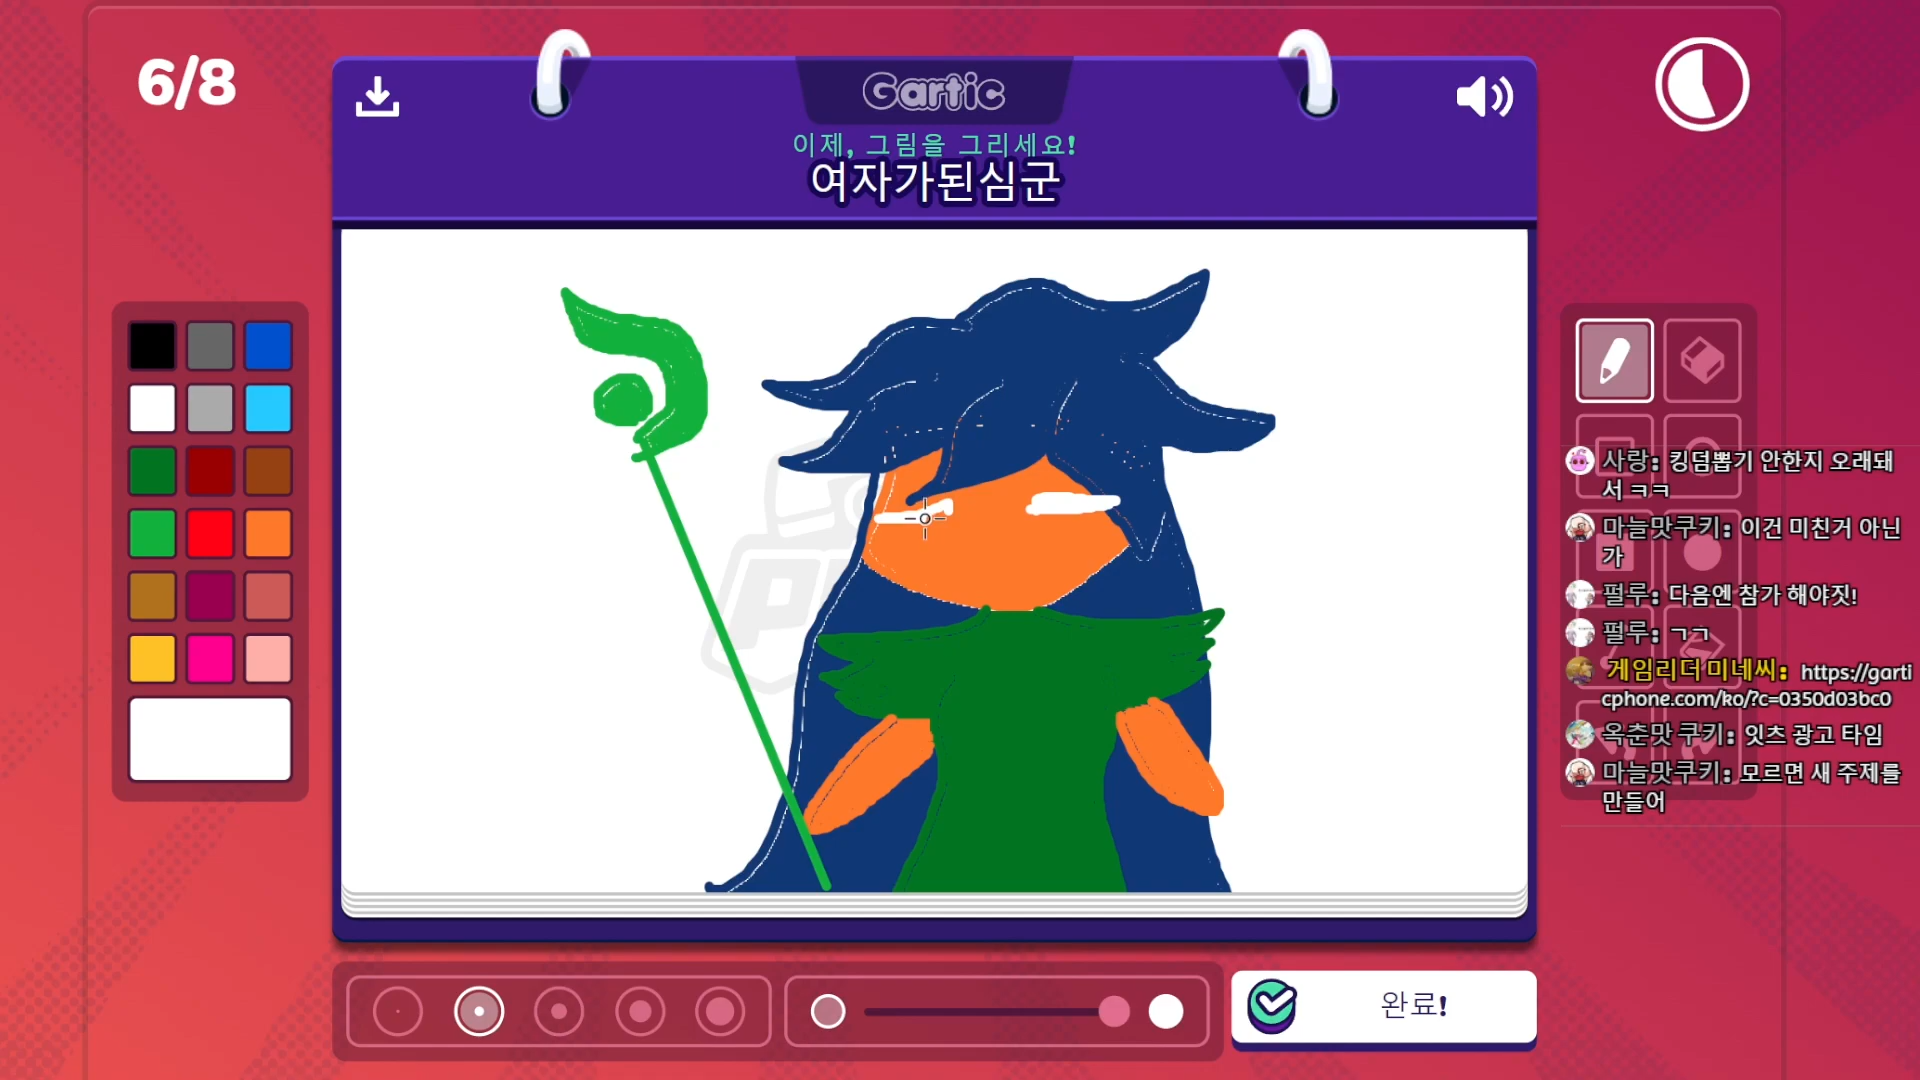 6/8
Gartic
이제, 그림을 그리세요!
여자가된심군
사랑: 킹덤뽑기 안한지 오래돼
서 ㅋㅋ
마늘맛쿠키: 이건 미친거 아닌
가
펄루: 다음엔 참가 해야짓!
펄루: ㄱㄱ
게임리더 미네씨: https://garti
cphone.com/ko/?c=0350d03bc0
옥춘맛 쿠키: 잇츠 광고 타임
마늘맛쿠키: 모르면 새 주제를
만들어
완료!